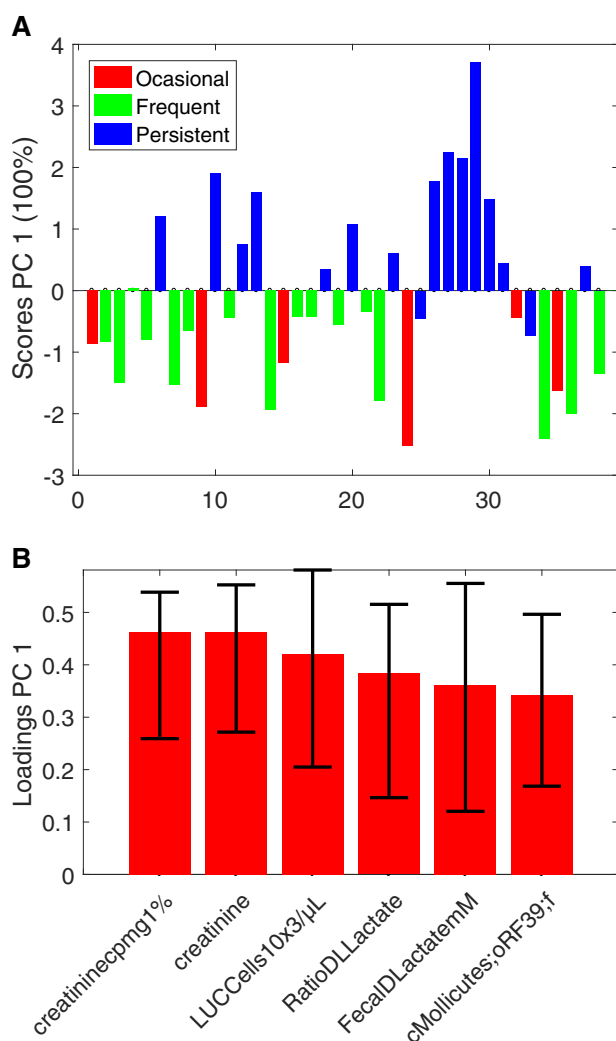 A
Scores PC 1 (100%)
4
3
2
1
0
-1
-2
-3
Ocasional
Frequent
Persistent
0
10
20
30
B
Loadings PC 1
0.5
0.4
0.3
0.2
0.1
0
creatininecpmg1%
creatinine
LUCCells10x3/µL
RatioDLLactate
FecalDLactatemM
cMollicutes;oRF39;f